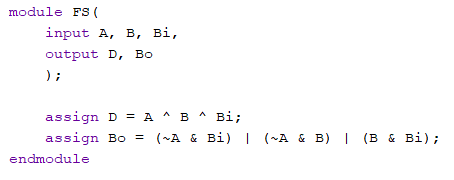 module FS(
    input A, B, Bi,
    output D, Bo
    );

    assign D = A ^ B ^ Bi;
    assign Bo = (~A & Bi) | (~A & B) | (B & Bi);
endmodule